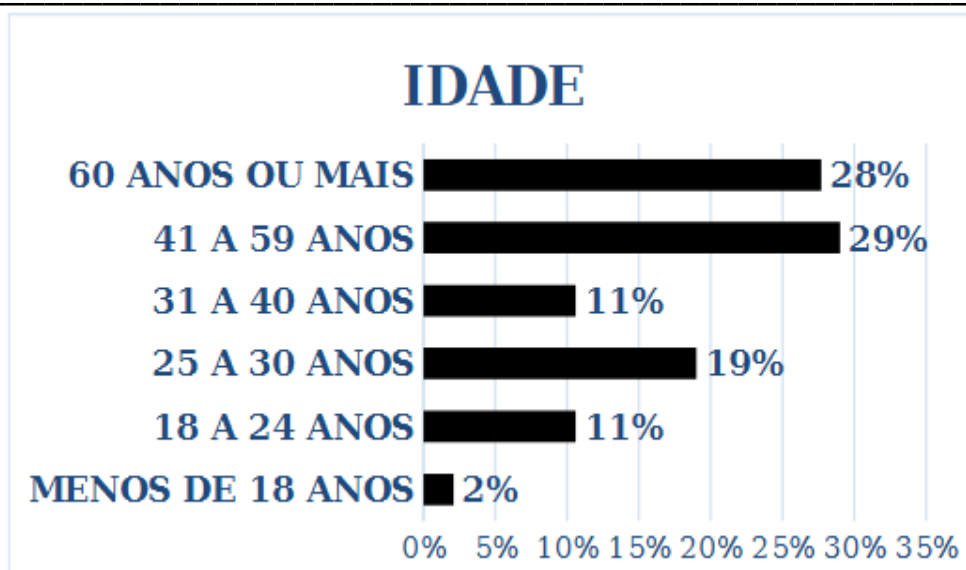 IDADE
60 ANOS OU MAIS 28%
41 A 59 ANOS 29%
31 A 40 ANOS 11%
25 A 30 ANOS 19%
18 A 24 ANOS 11%
MENOS DE 18 ANOS 2%
0% 5% 10% 15% 20% 25% 30% 35%